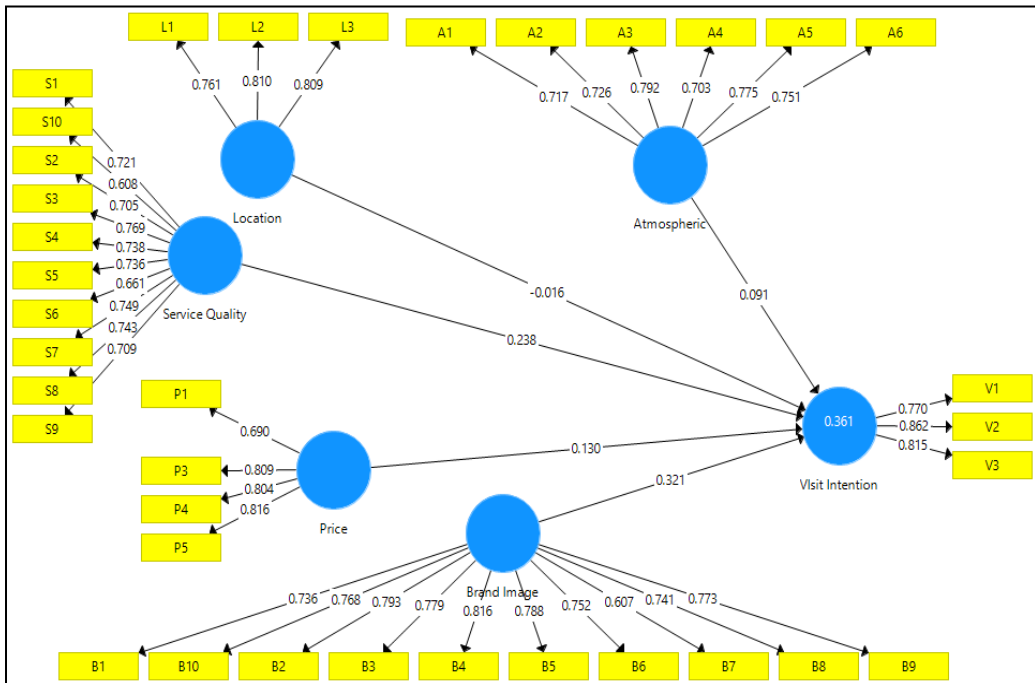 L1
L2
L3
0.761
0.810
0.809
Location
A1
A2
A3
A4
A5
A6
0.717
0.726
0.792
0.703
0.775
0.751
Atmospheric
S1
S10
S2
S3
S4
S5
S6
S7
S8
S9
0.721
0.608
0.705
0.769
0.738
0.736
0.661
0.749
0.743
0.709
Service Quality
-0.016
0.091
0.238
0.130
0.321
P1
P3
P4
P5
0.690
0.809
0.804
0.816
Price
0.361
VIsit Intention
0.770
0.862
0.815
V1
V2
V3
Brand Image
0.736
0.768
0.793
0.779
0.816
0.788
0.752
0.607
0.741
0.773
B1
B10
B2
B3
B4
B5
B6
B7
B8
B9